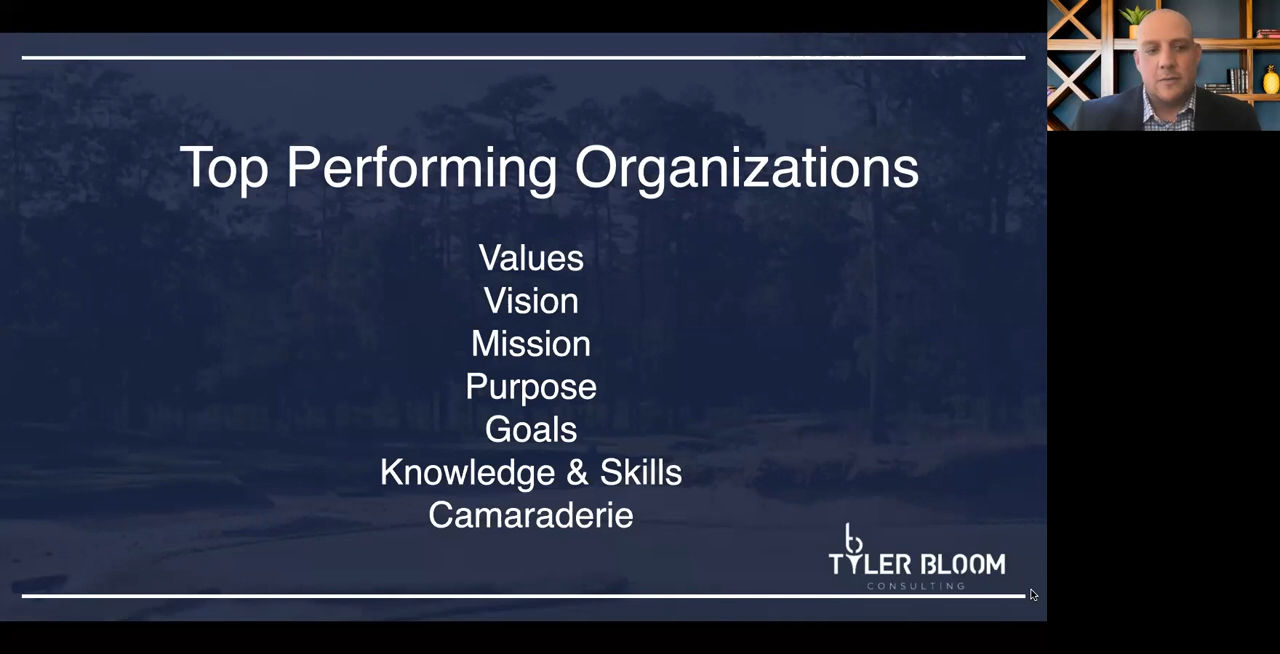 Top Performing Organizations
Values
Vision
Mission
Purpose
Goals
Knowledge & Skills
Camaraderie
TYLER BLOOM
CONSULTING